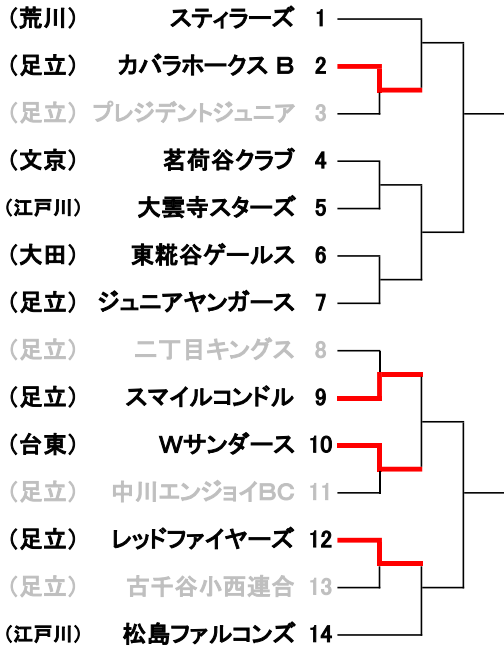 （荒川） スティラーズ 1
（足立） カバラホークス B 2
（足立） プレジデントジュニア 3
（文京） 茗荷谷クラブ 4
（江戸川） 大雲寺スターズ 5
（大田） 東糀谷ゲールス 6
（足立） ジュニアヤンガース 7
（足立） 二丁目キングス 8
（足立） スマイルコンドル 9
（台東） Wサンダース 10
（足立） 中川エンジョイBC 11
（足立） レッドファイヤーズ 12
（足立） 古千谷小西連合 13
（江戸川） 松島ファルコンズ 14